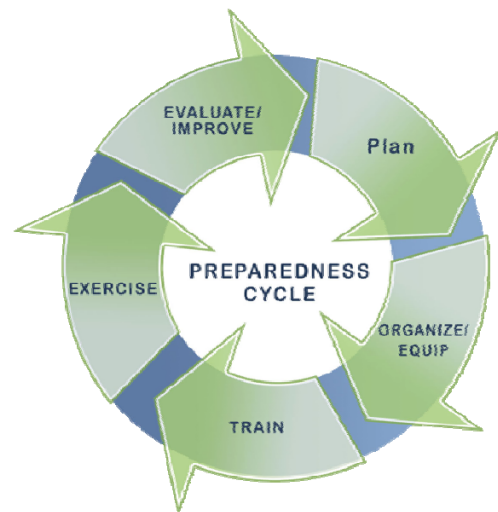 PREPAREDNESS
CYCLE
Plan
ORGANIZE/
EQUIP
TRAIN
EXERCISE
EVALUATE/
IMPROVE